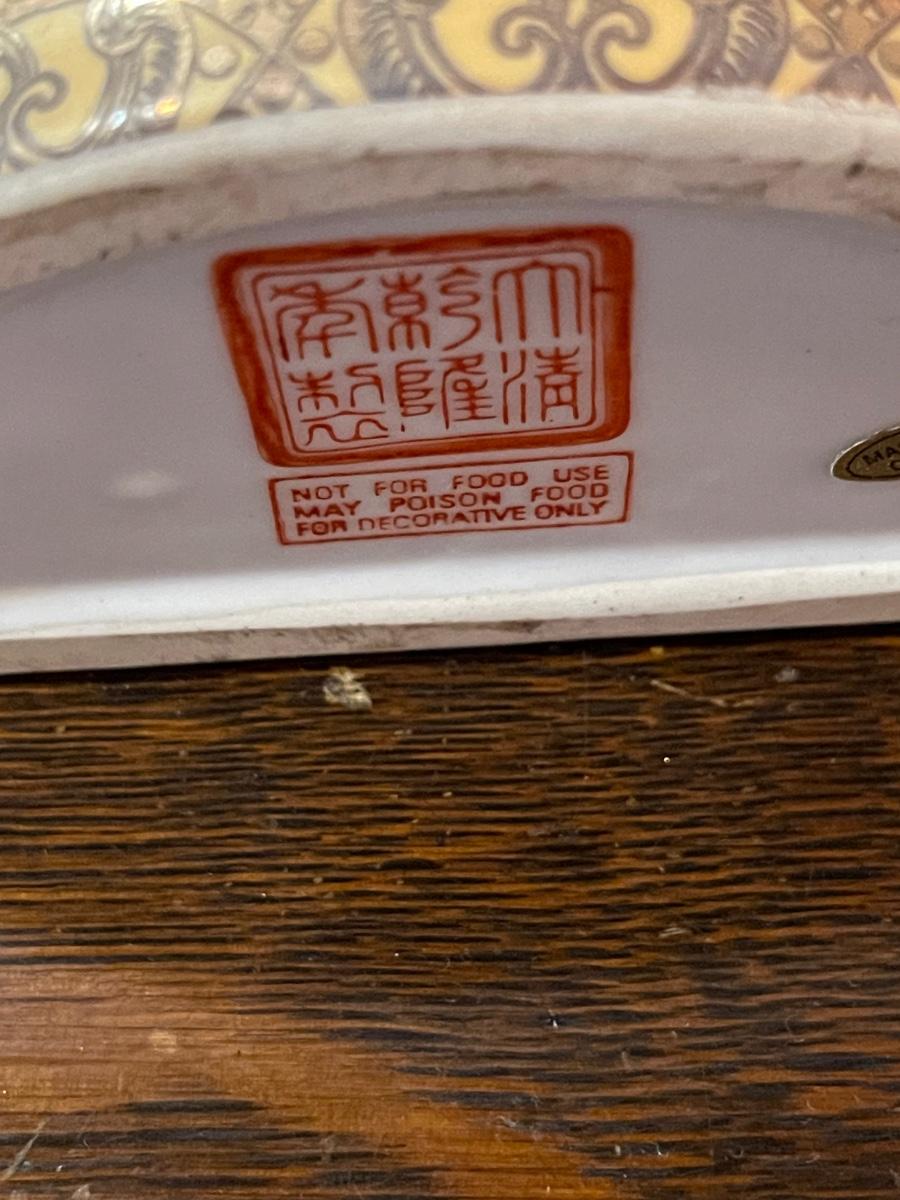 大清
乾隆
年製
NOT FOR FOOD USE
MAY POISON FOOD
FOR DECORATIVE ONLY